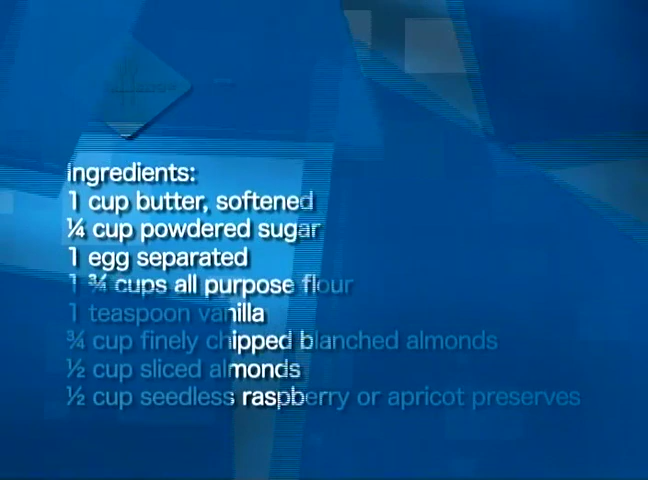 Ingredients:
1 cup butter, softened
¼ cup powdered sugar
1 egg separated
1 ¾ cups all purpose flour
1 teaspoon vanilla
¾ cup finely chipped blanched almonds
½ cup sliced almonds
½ cup seedless raspberry or apricot preserves